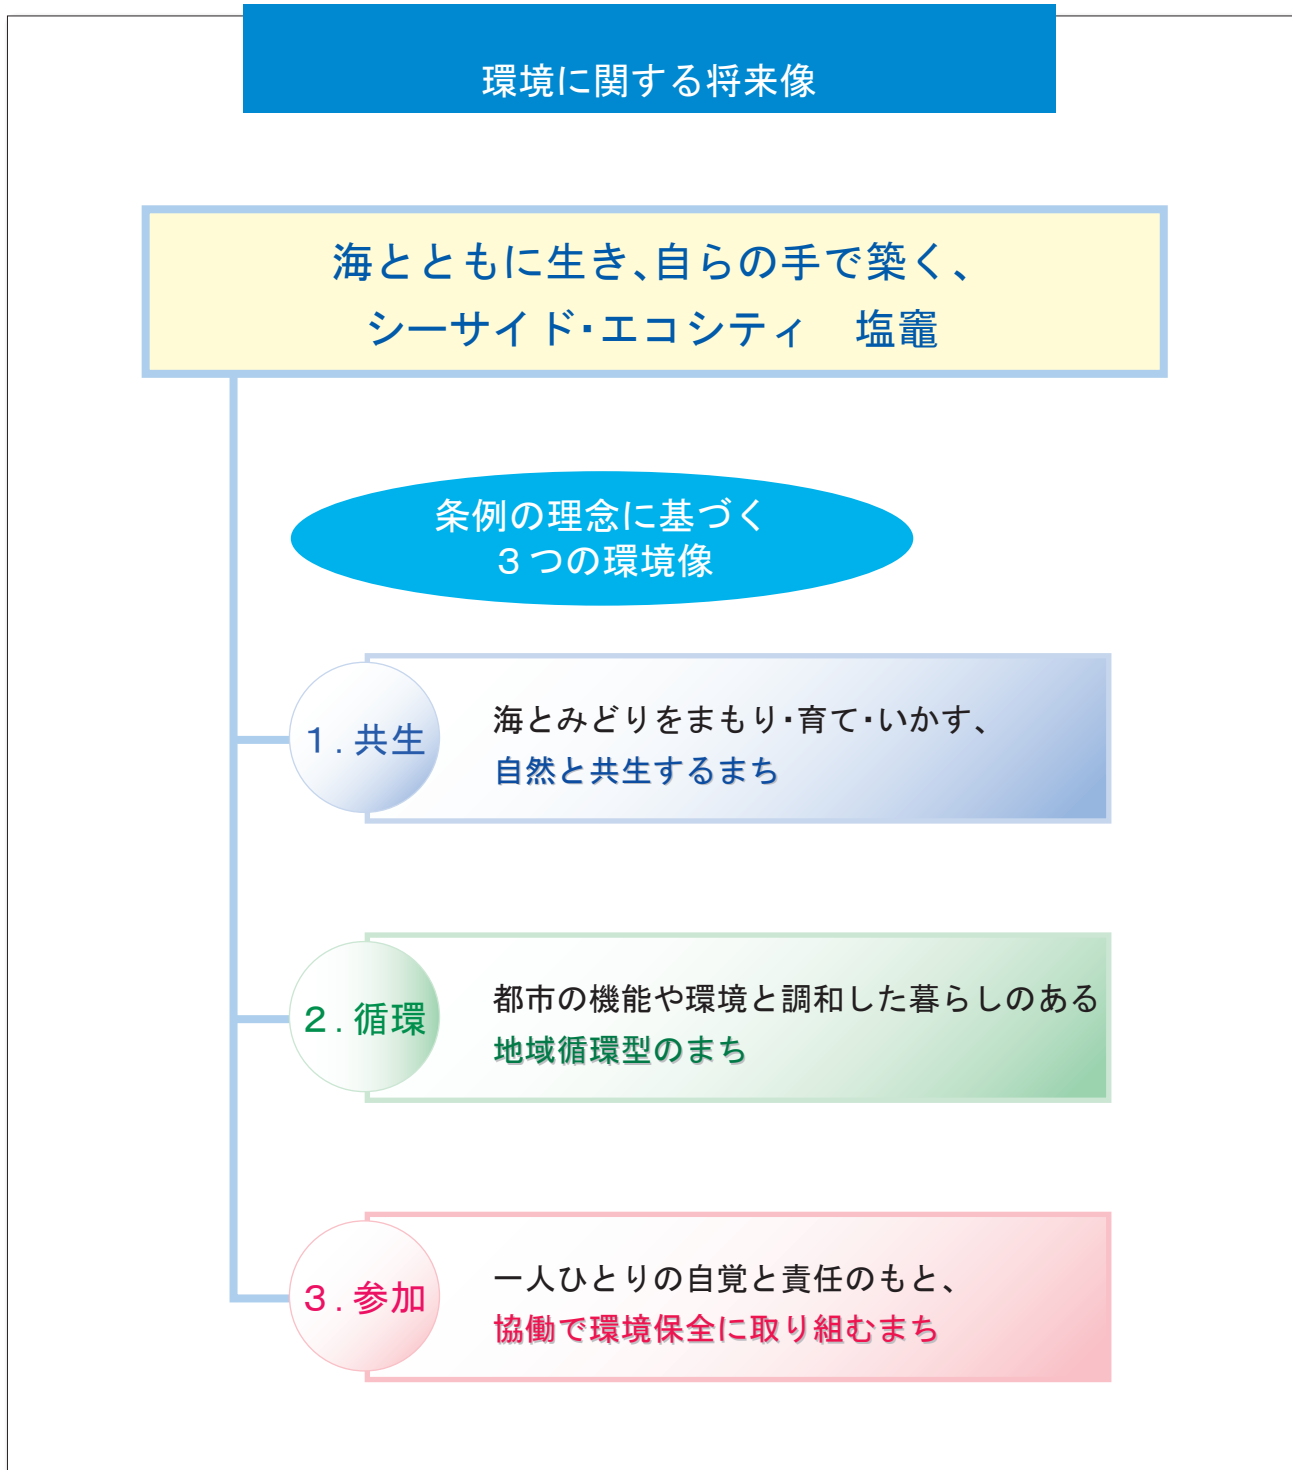 環境に関する将来像
海とともに生き、自らの手で築く、
シーサイド・エコシティ　塩竈
条例の理念に基づく
３つの環境像
１.共生
海とみどりをまもり・育て・いかす、
自然と共生するまち
２.循環
都市の機能や環境と調和した暮らしのある
地域循環型のまち
３.参加
一人ひとりの自覚と責任のもと、
協働で環境保全に取り組むまち